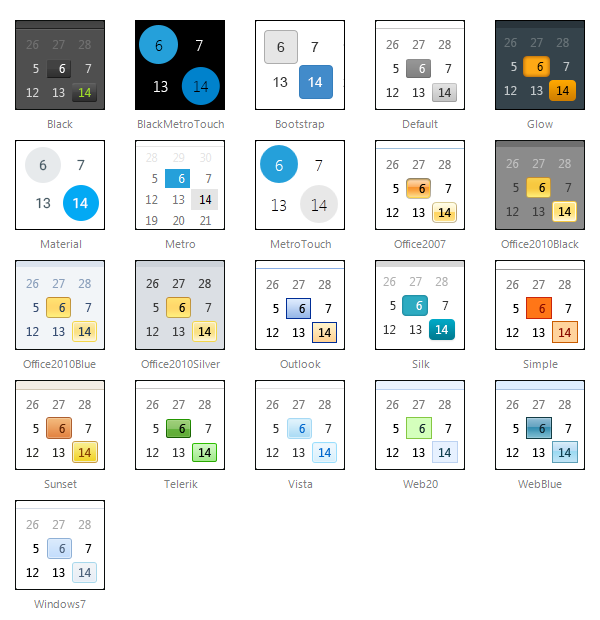 26 27 28
5 6 7
12 13 14
Black
6 7
13 14
BlackMetroTouch
6 7
13 14
Bootstrap
26 27 28
5 6 7
12 13 14
Default
26 27 28
5 6 7
12 13 14
Glow
6 7
13 14
Material
28 29 30
5 6 7
12 13 14
19 20 21
Metro
6 7
13 14
MetroTouch
26 27 28
5 6 7
12 13 14
Office2007
26 27 28
5 6 7
12 13 14
Office2010Black
26 27 28
5 6 7
12 13 14
Office2010Blue
26 27 28
5 6 7
12 13 14
Office2010Silver
26 27 28
5 6 7
12 13 14
Outlook
26 27 28
5 6 7
12 13 14
Silk
26 27 28
5 6 7
12 13 14
Simple
26 27 28
5 6 7
12 13 14
Sunset
26 27 28
5 6 7
12 13 14
Telerik
26 27 28
5 6 7
12 13 14
Vista
26 27 28
5 6 7
12 13 14
Web20
26 27 28
5 6 7
12 13 14
WebBlue
26 27 28
5 6 7
12 13 14
Windows7